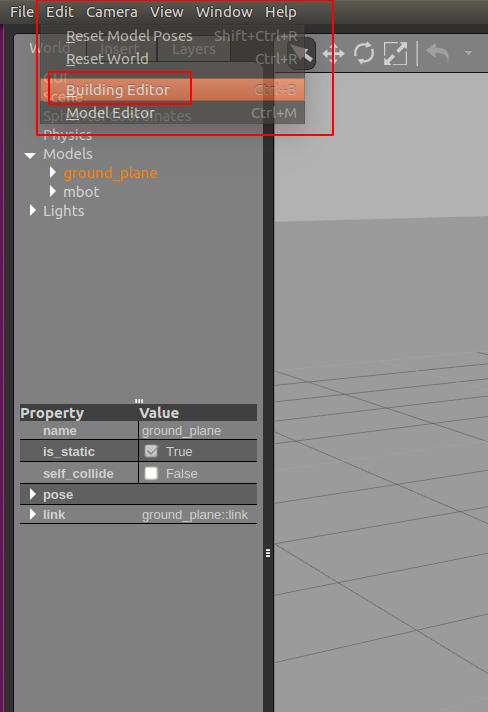 File Edit Camera View Window Help
Reset Model Poses Shift+Ctrl+R
World Insert Layers
Reset World Ctrl+R
GUI
Building Editor Ctrl+B
Scene
Model Editor Ctrl+M
Spherical Coordinates
Physics
Models
ground_plane
mbot
Lights
Property Value
name ground_plane
is_static True
self_collide False
pose
link ground_plane::link